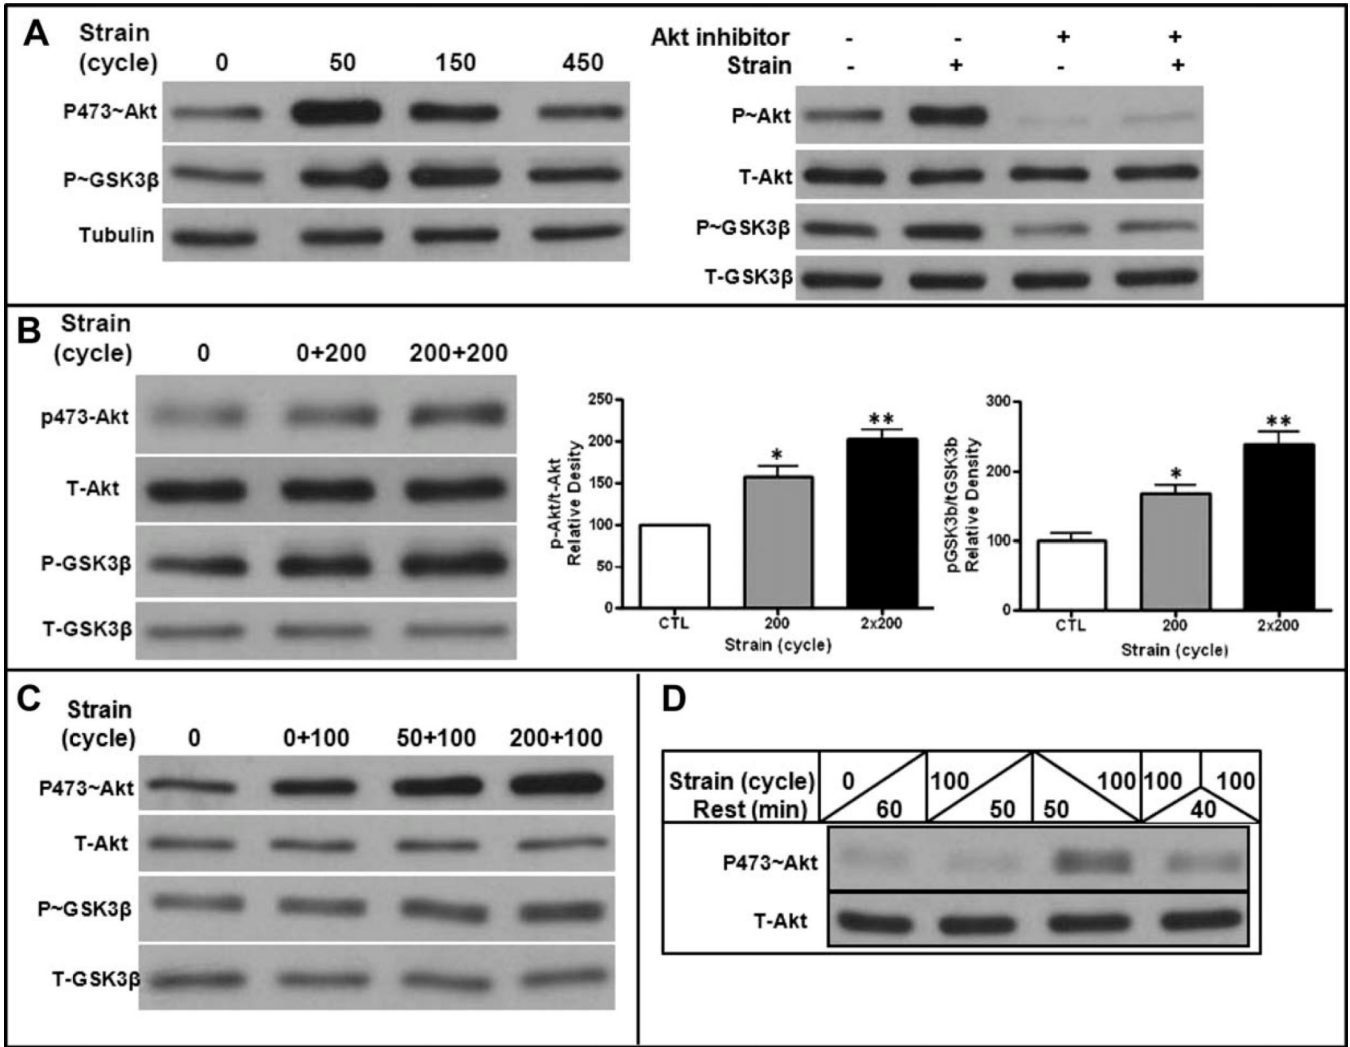 A
Strain
(cycle) 0 50 150 450
P473~Akt
P~GSK3β
Tubulin
Akt inhibitor - - + +
Strain - + - +
P~Akt
T-Akt
P~GSK3β
T-GSK3β
B
Strain
(cycle) 0 0+200 200+200
p473-Akt
T-Akt
P-GSK3β
T-GSK3β
p-Akt/t-Akt
Relative Desity
250
200
150
100
50
0
*
**
CTL 200 2x200
Strain (cycle)
pGSK3b/tGSK3b
Relative Density
300
200
100
0
*
**
CTL 200 2x200
Strain (cycle)
C
Strain
(cycle) 0 0+100 50+100 200+100
P473~Akt
T-Akt
P~GSK3β
T-GSK3β
D
Strain (cycle) 0 100 100 100 100
Rest (min) 60 50 50 40
P473~Akt
T-Akt